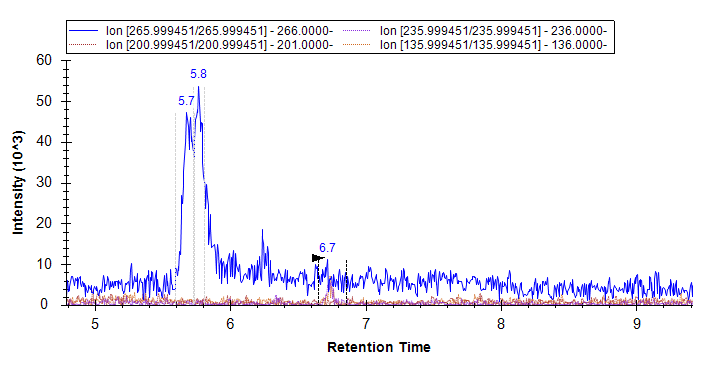 Ion [265.999451/265.999451] - 266.0000-
Ion [235.999451/235.999451] - 236.0000-
Ion [200.999451/200.999451] - 201.0000-
Ion [135.999451/135.999451] - 136.0000-
60
50
40
30
20
10
0
Intensity (10^3)
5.8
5.7
6.7
5 6 7 8 9
Retention Time